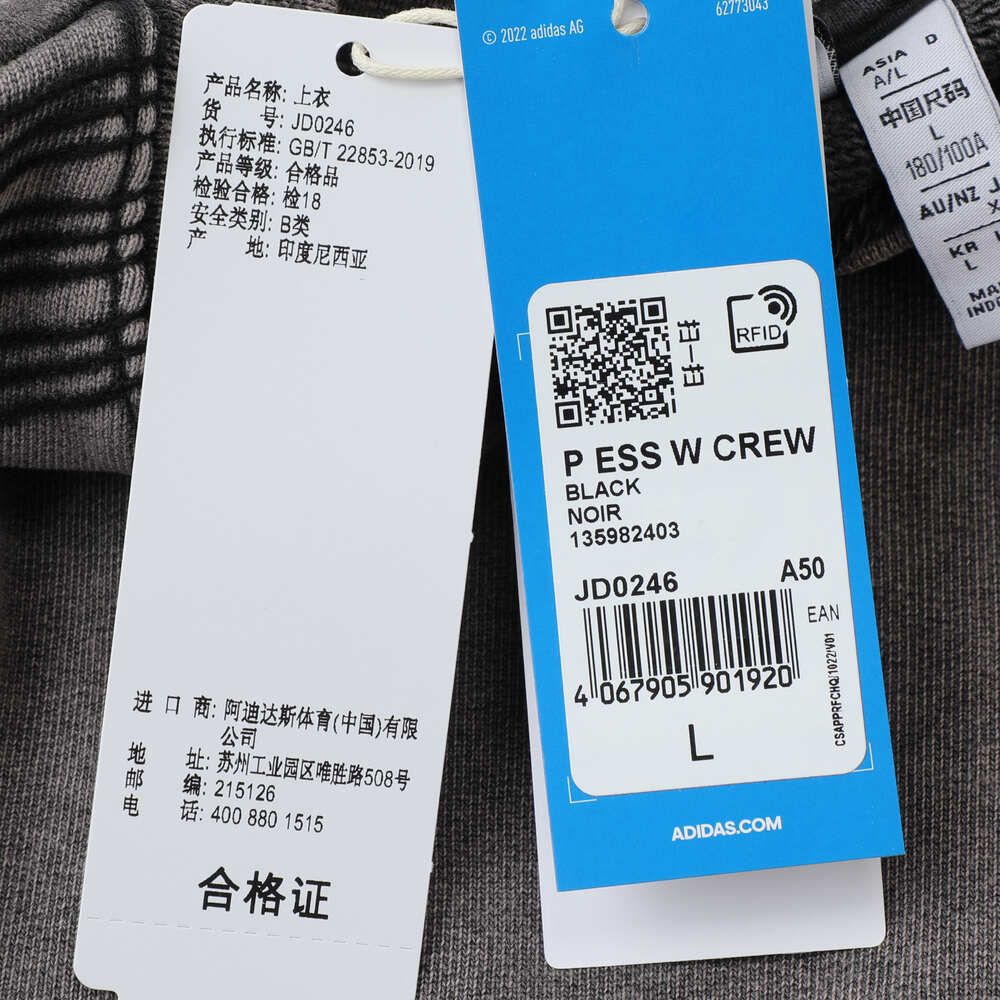 产品名称: 上衣
货 号: JD0246
执行标准: GB/T 22853-2019
产品等级: 合格品
检验合格: 检18
安全类别: B类
产 地: 印度尼西亚
进 口 商: 阿迪达斯体育(中国)有限
公司
地 址: 苏州工业园区唯胜路508号
邮 编: 215126
电 话: 400 880 1515
合格证
© 2022 adidas AG
62773043
RFID
P ESS W CREW
BLACK
NOIR
135982403
JD0246 A50
EAN
4 067905 901920
L
CSAPPRFCHQ/1022/V01
ADIDAS.COM
ASIA D
A/L
中国尺码
L
180/100A
AU/NZ
KR
L L